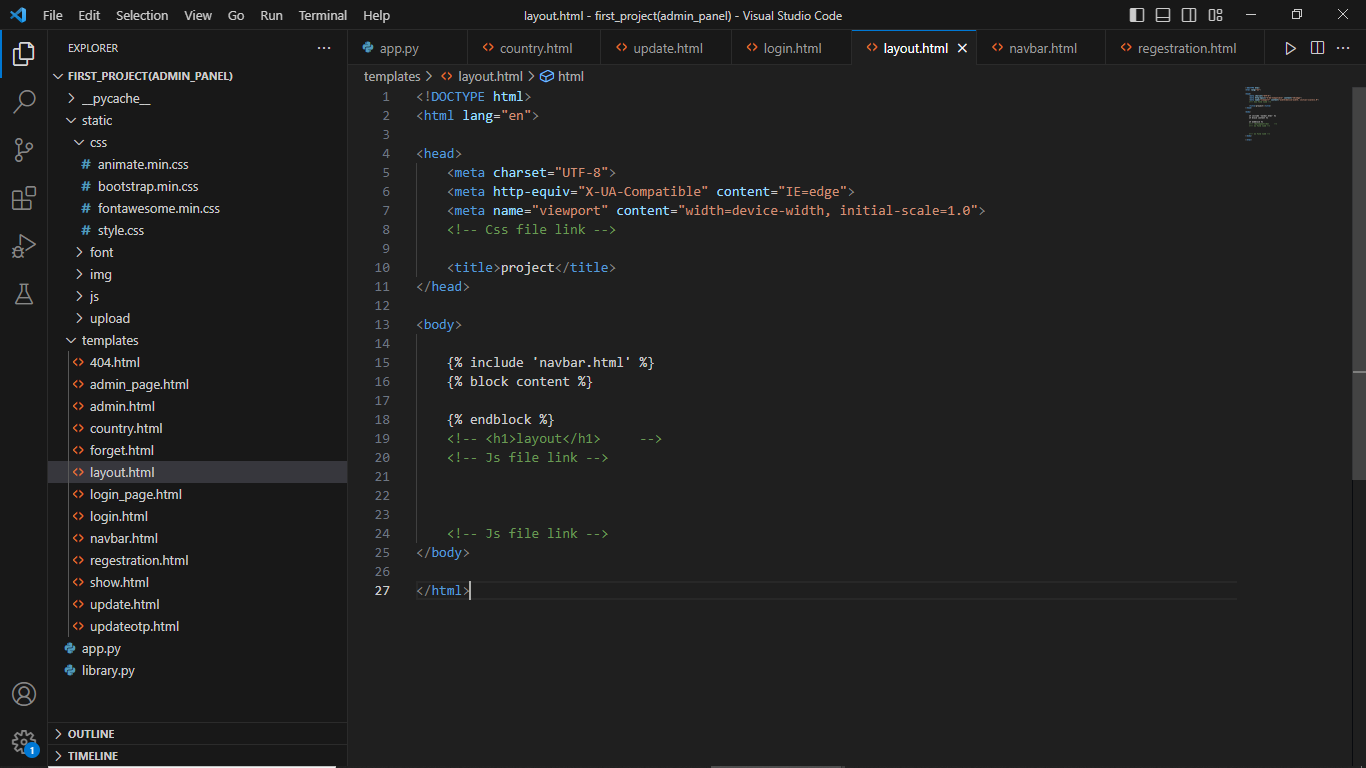 File Edit Selection View Go Run Terminal Help layout.html - first_project(admin_panel) - Visual Studio Code
EXPLORER
FIRST_PROJECT(ADMIN_PANEL)
__pycache__
static
css
# animate.min.css
# bootstrap.min.css
# fontawesome.min.css
# style.css
font
img
js
upload
templates
<> 404.html
<> admin_page.html
<> admin.html
<> country.html
<> forget.html
<> layout.html
<> login_page.html
<> login.html
<> navbar.html
<> regestration.html
<> show.html
<> update.html
<> updateotp.html
app.py
library.py
OUTLINE
TIMELINE
1
app.py <> country.html <> update.html <> login.html <> layout.html <> navbar.html <> regestration.html
templates > <> layout.html > html
1 <!DOCTYPE html>
2 <html lang="en">
3
4 <head>
5 <meta charset="UTF-8">
6 <meta http-equiv="X-UA-Compatible" content="IE=edge">
7 <meta name="viewport" content="width=device-width, initial-scale=1.0">
8 <!-- Css file link -->
9
10 <title>project</title>
11 </head>
12
13 <body>
14
15 {% include 'navbar.html' %}
16 {% block content %}
17
18 {% endblock %}
19 <!-- <h1>layout</h1>     -->
20 <!-- Js file link -->
21
22
23
24 <!-- Js file link -->
25 </body>
26
27 </html>